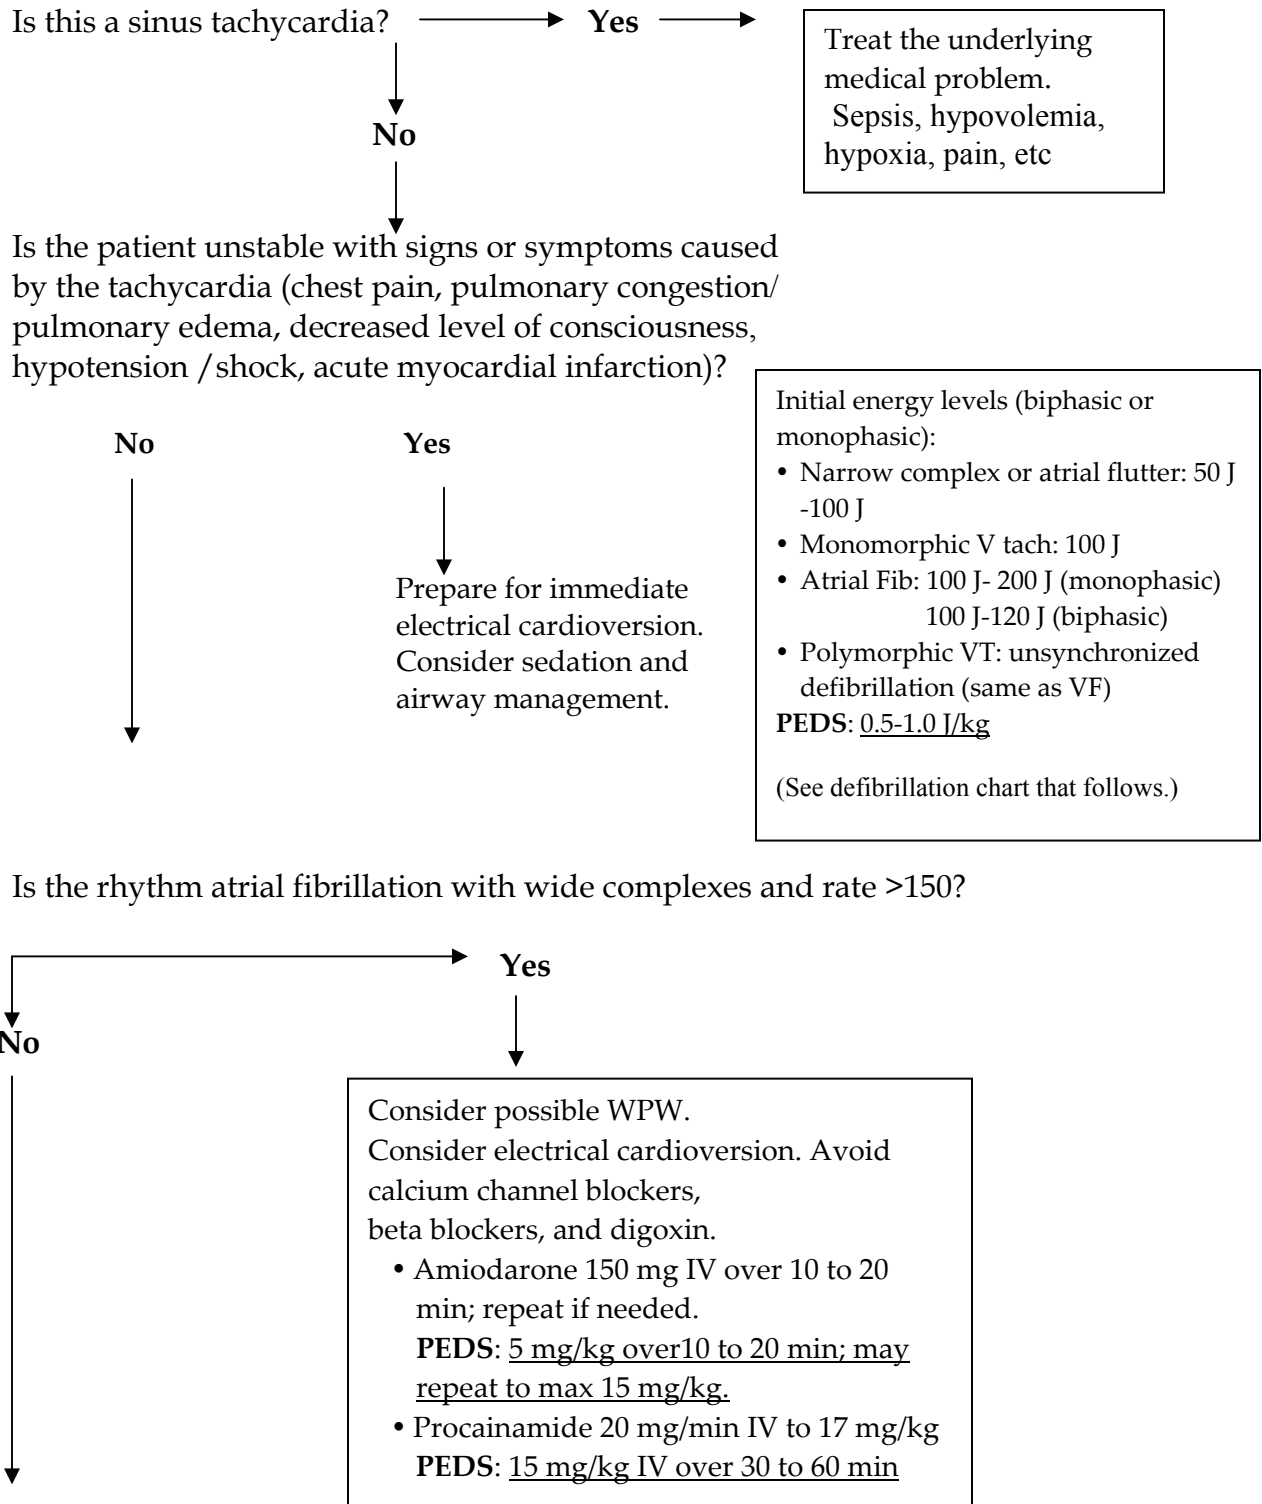 Is this a sinus tachycardia?
Yes
Treat the underlying
medical problem.
Sepsis, hypovolemia,
hypoxia, pain, etc
No
Is the patient unstable with signs or symptoms caused
by the tachycardia (chest pain, pulmonary congestion/
pulmonary edema, decreased level of consciousness,
hypotension /shock, acute myocardial infarction)?
No
Yes
Prepare for immediate
electrical cardioversion.
Consider sedation and
airway management.
Initial energy levels (biphasic or
monophasic):
• Narrow complex or atrial flutter: 50 J
-100 J
• Monomorphic V tach: 100 J
• Atrial Fib: 100 J- 200 J (monophasic)
100 J-120 J (biphasic)
• Polymorphic VT: unsynchronized
defibrillation (same as VF)
PEDS: 0.5-1.0 J/kg
(See defibrillation chart that follows.)
Is the rhythm atrial fibrillation with wide complexes and rate >150?
Yes
No
Consider possible WPW.
Consider electrical cardioversion. Avoid
calcium channel blockers,
beta blockers, and digoxin.
• Amiodarone 150 mg IV over 10 to 20
min; repeat if needed.
PEDS: 5 mg/kg over10 to 20 min; may
repeat to max 15 mg/kg.
• Procainamide 20 mg/min IV to 17 mg/kg
PEDS: 15 mg/kg IV over 30 to 60 min